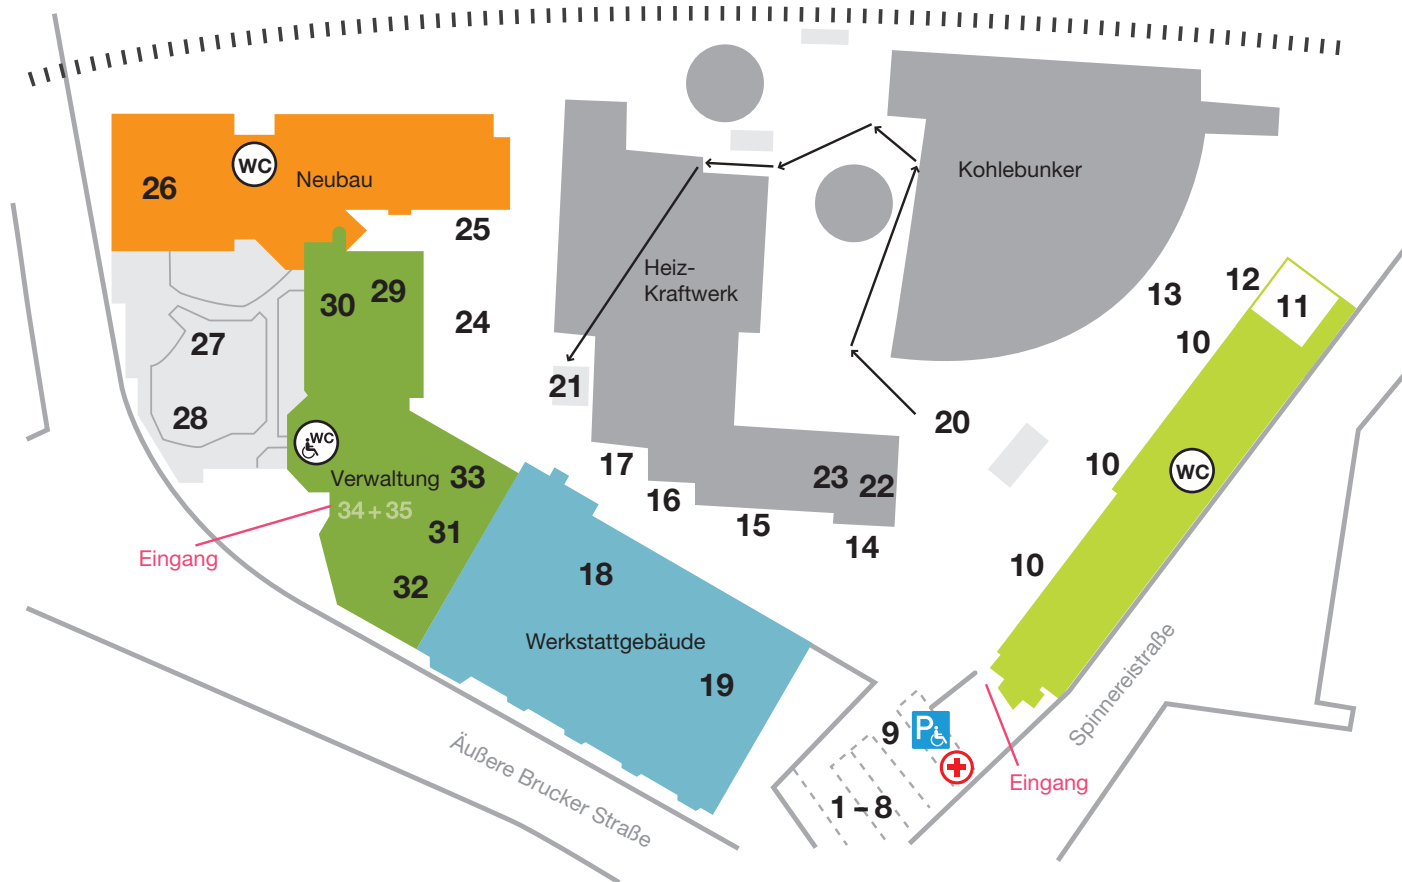 WC
Neubau
26
25
Kohlebunker
Heiz-
Kraftwerk
13
12
11
10
30
29
24
27
28
21
20
WC
Verwaltung
33
34 + 35
31
32
Eingang
17
16
15
14
23
22
10
WC
10
18
Werkstattgebäude
19
Äußere Brucker Straße
Spinnereistraße
9
P
Eingang
1 – 8